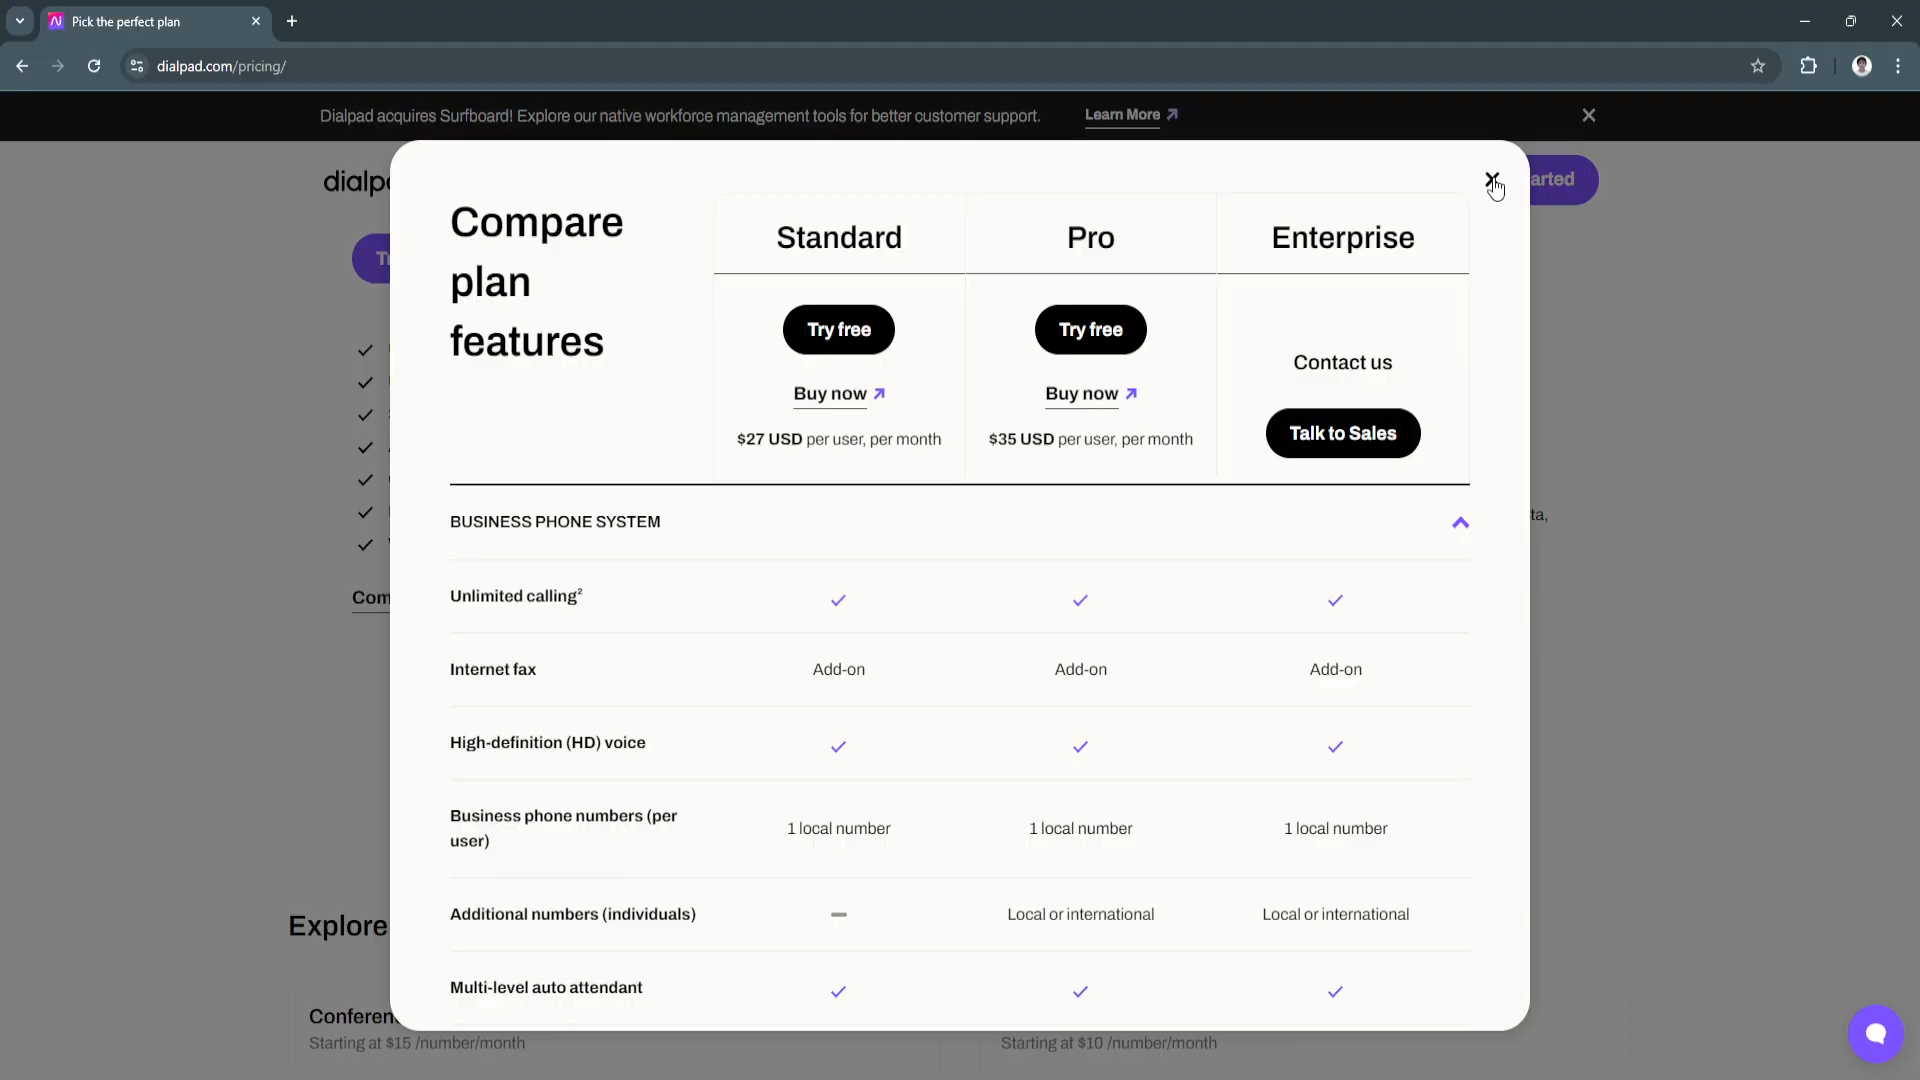 Pick the perfect plan
dialpad.com/pricing/
Dialpad acquires Surfboard! Explore our native workforce management tools for better customer support.
Learn More
Compare
plan
features
Standard
Pro
Enterprise
Try free
Try free
Contact us
Buy now
Buy now
Talk to Sales
$27 USD per user, per month
$35 USD per user, per month
BUSINESS PHONE SYSTEM
Unlimited calling²
Internet fax
Add-on
Add-on
Add-on
High-definition (HD) voice
Business phone numbers (per
user)
1 local number
1 local number
1 local number
Additional numbers (individuals)
Local or international
Local or international
Multi-level auto attendant
Explore
Starting at $15 /number/month
Starting at $10 /number/month